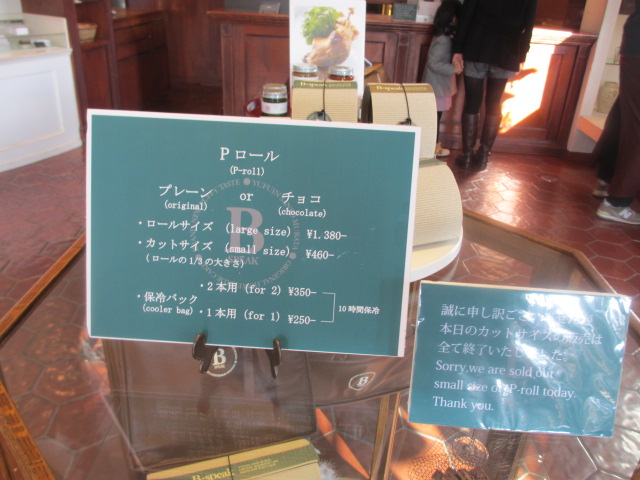 Pロール
(P-roll)
プレーン or チョコ
(original) (chocolate)
・ロールサイズ (large size) ¥1.380-
・カットサイズ (small size) ¥460-
(ロールの1/3の大きさ)
・2本用 (for 2) ¥350-
・保冷バック
(cooler bag)
・1本用 (for 1) ¥250-
10時間保冷
B
SPEAK
誠に申し訳ござ
本日のカットサイズの販売は
全て終了いたしました。
Sorry,we are sold out
small size of P-roll today.
Thank you.
B
B-speak